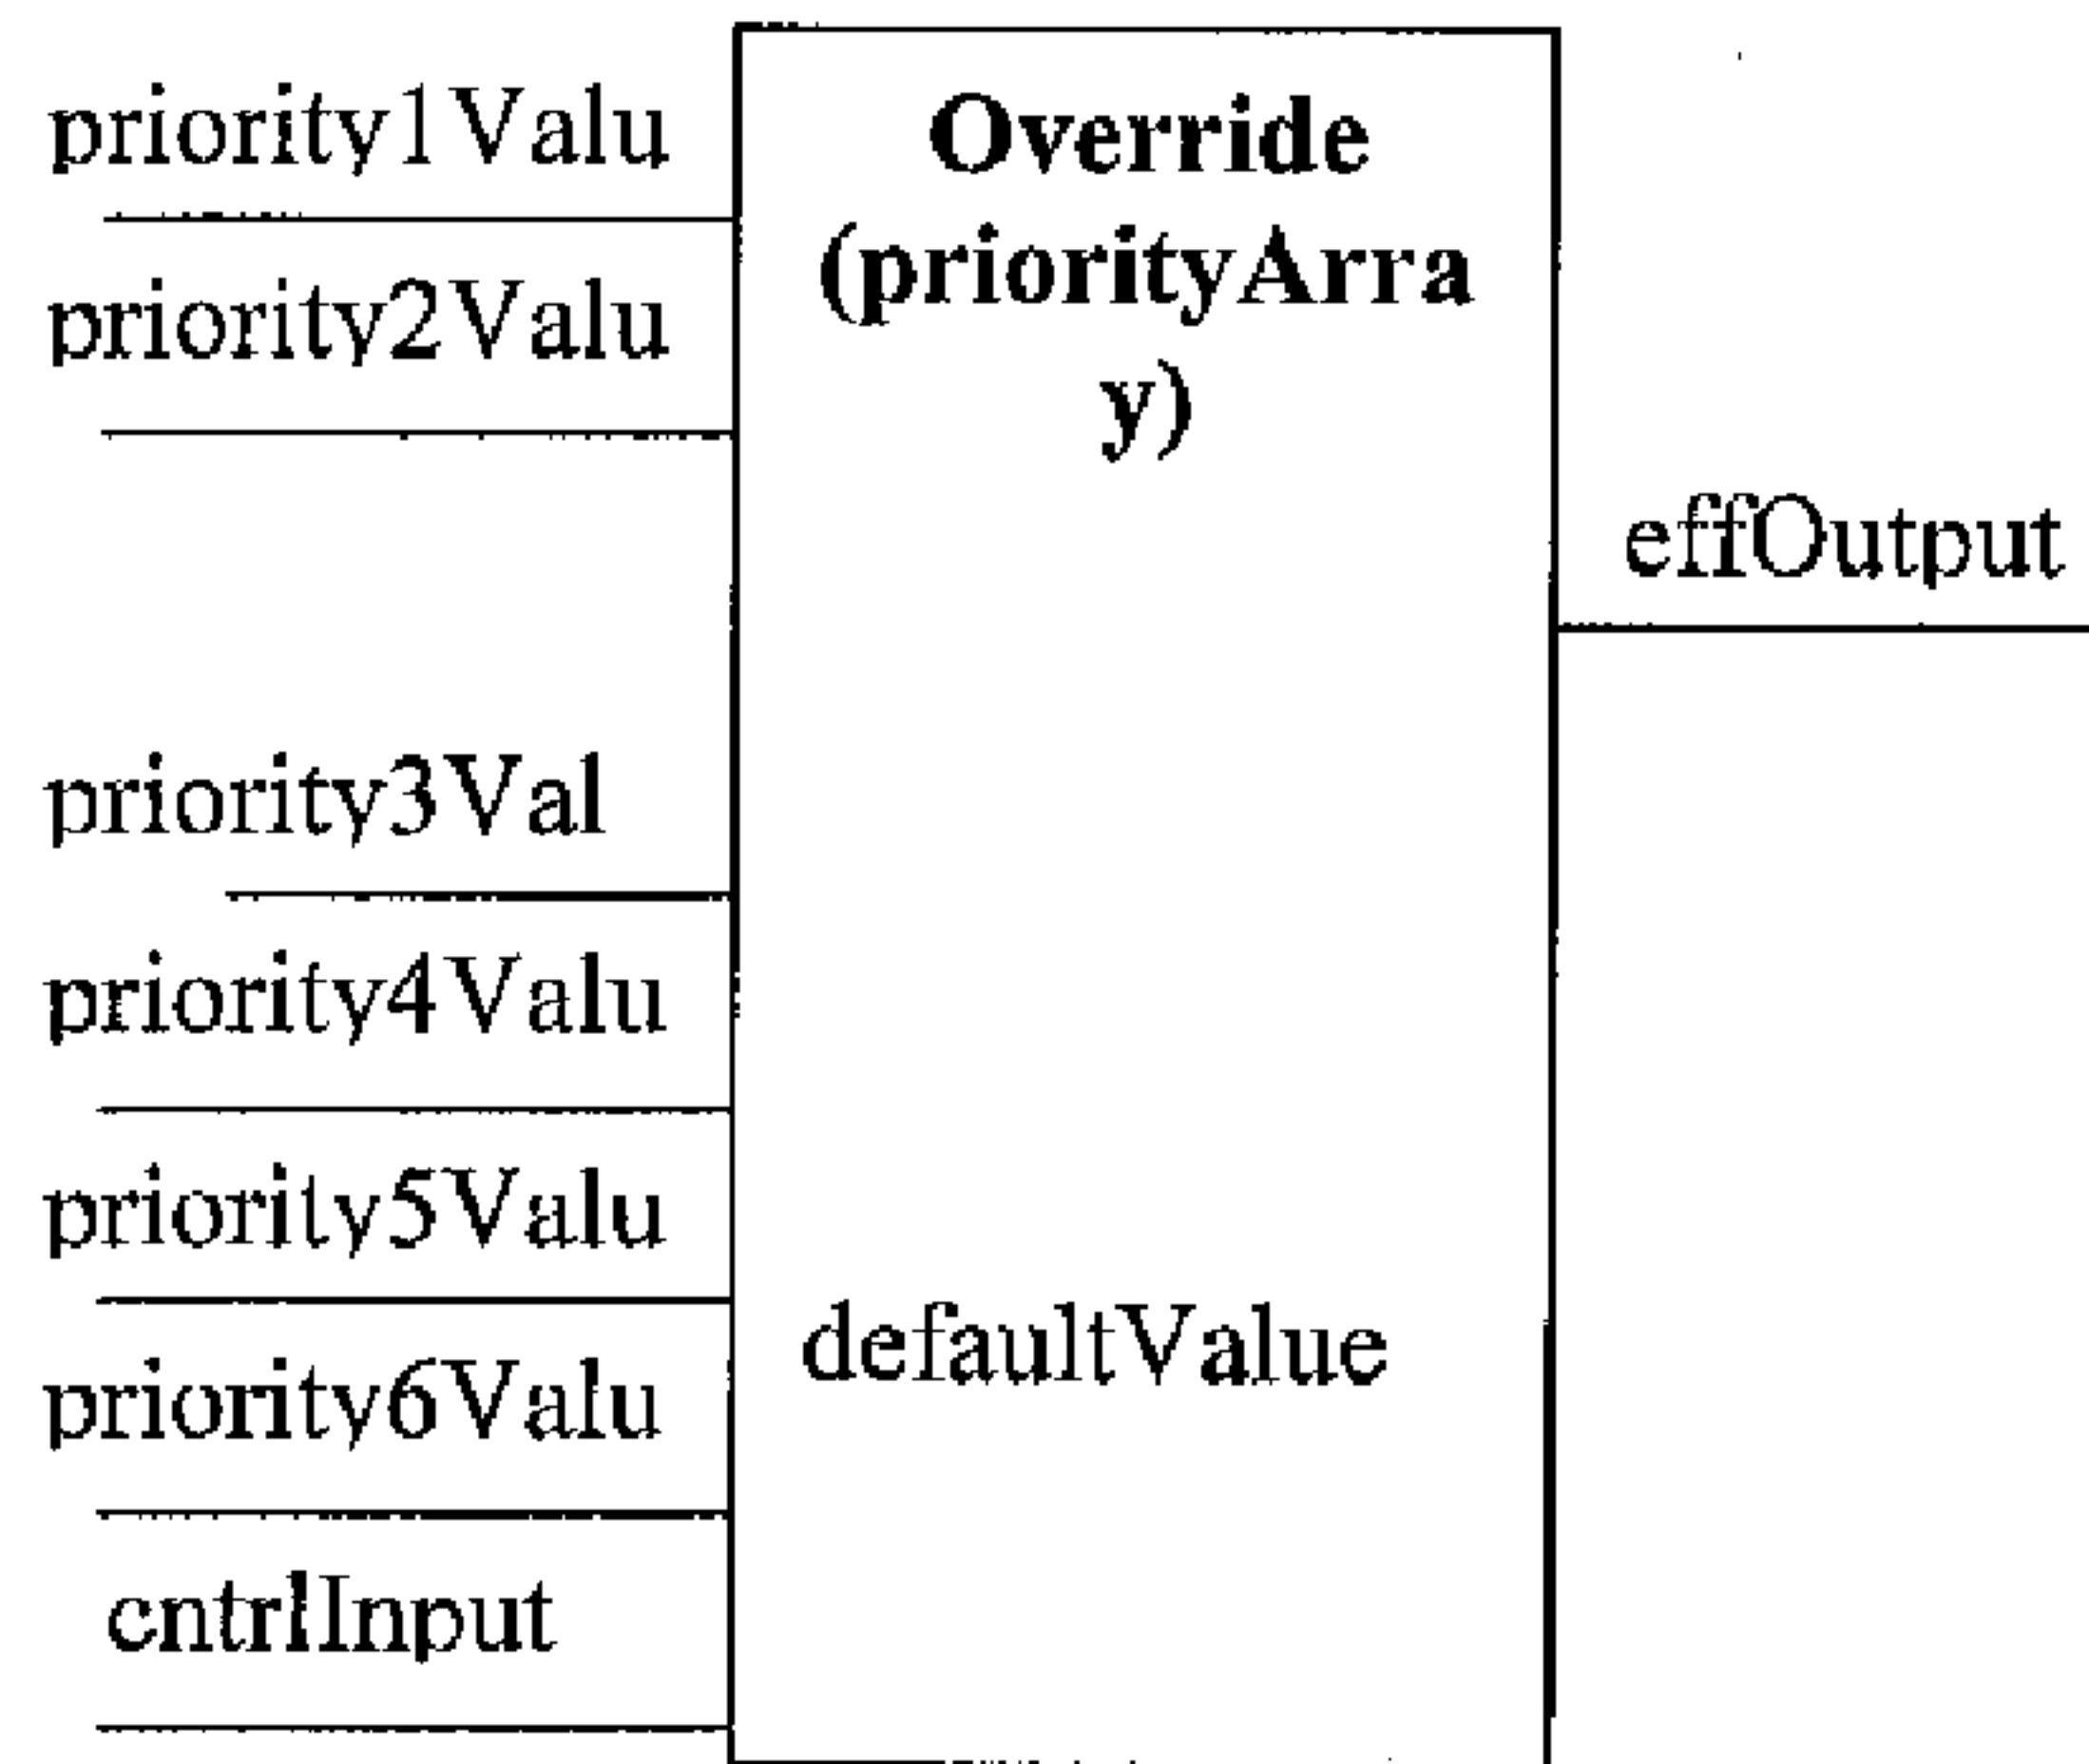 priority1Valu
priority2Valu
priority3Val
priority4Valu
priority5Valu
priority6Valu
cntrlInput
Override
(priorityArra
y)
defaultValue
effOutput